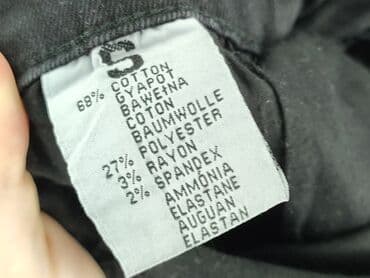 S
68% COTTON
GYAPOT
BAWEŁNA
COTON
BAUMWOLLE
POLYESTER
27% RAYON
3% SPANDEX
2% AMMÓNIA
ELASTANE
AUGUAN
ELASTAN